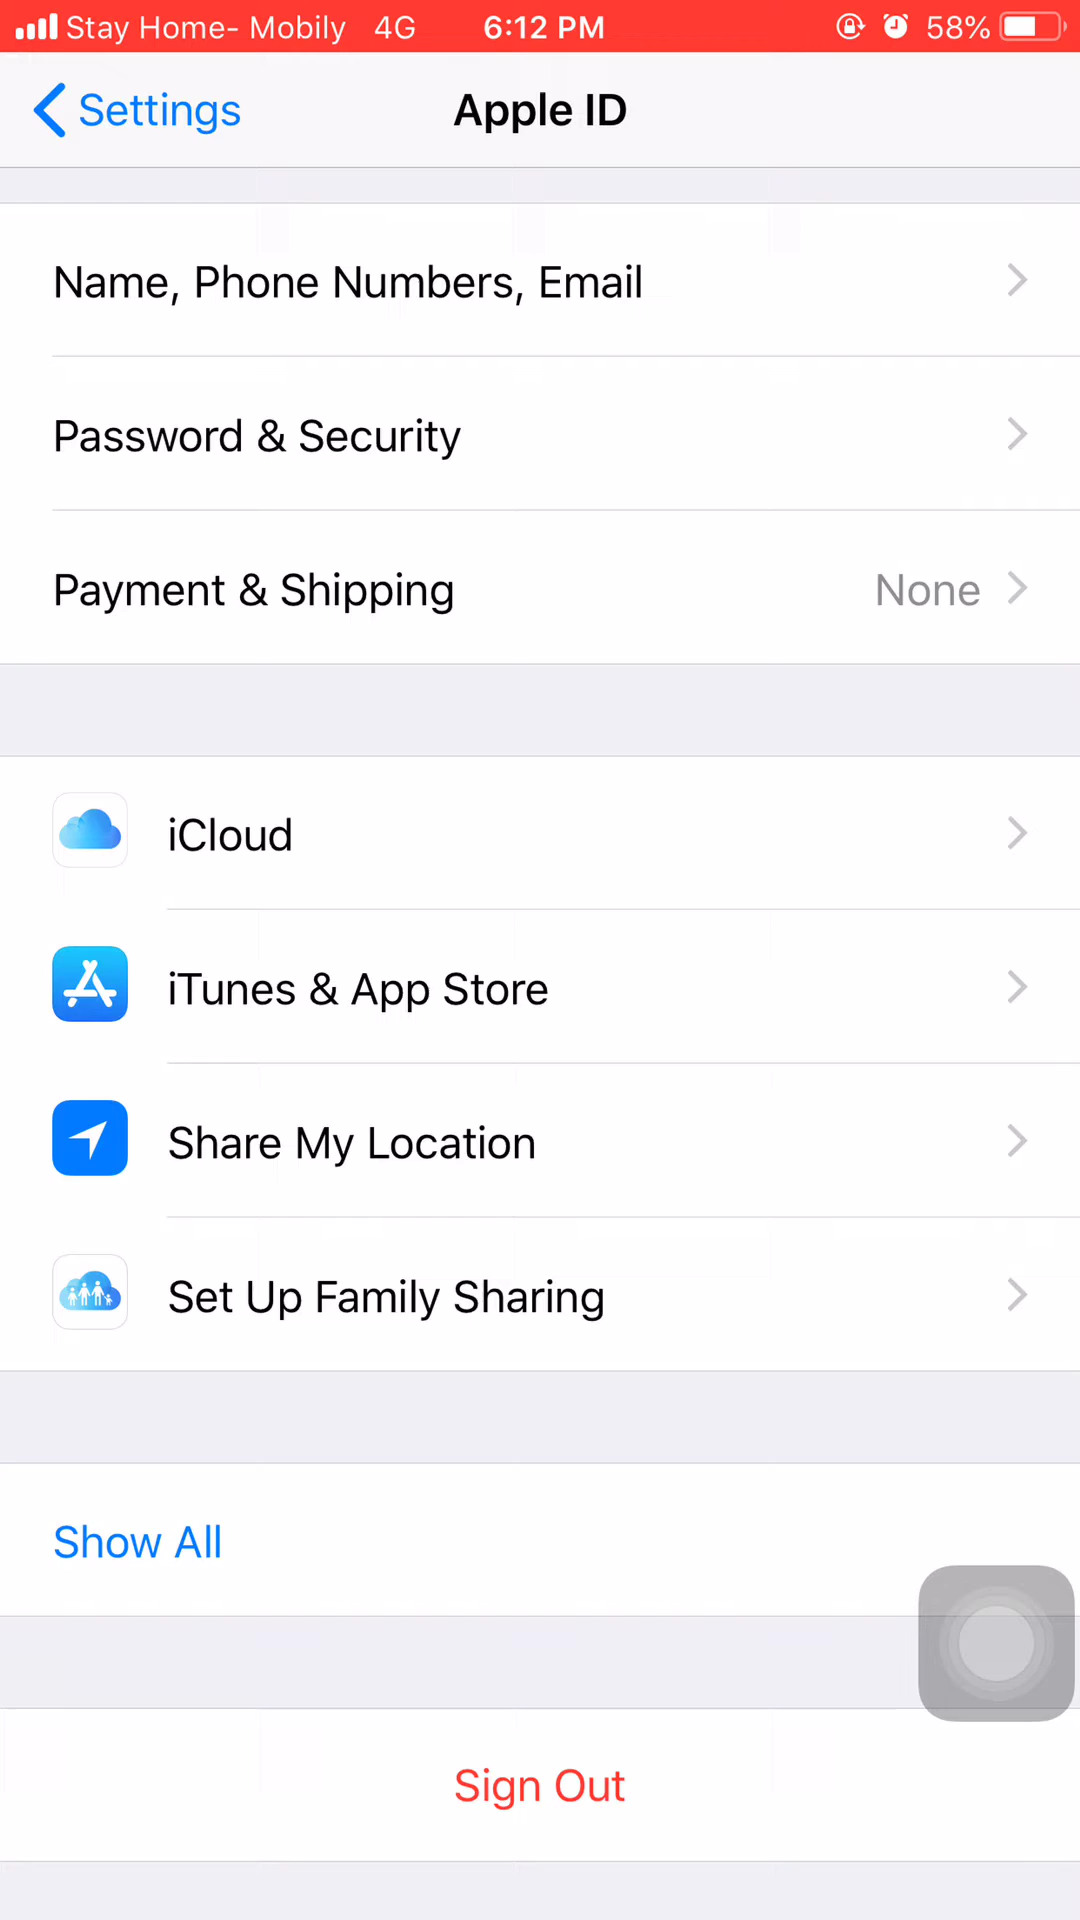 Stay Home- Mobily 4G 6:12 PM 58%
Settings Apple ID
Name, Phone Numbers, Email
Password & Security
Payment & Shipping None
iCloud
iTunes & App Store
Share My Location
Set Up Family Sharing
Show All
Sign Out